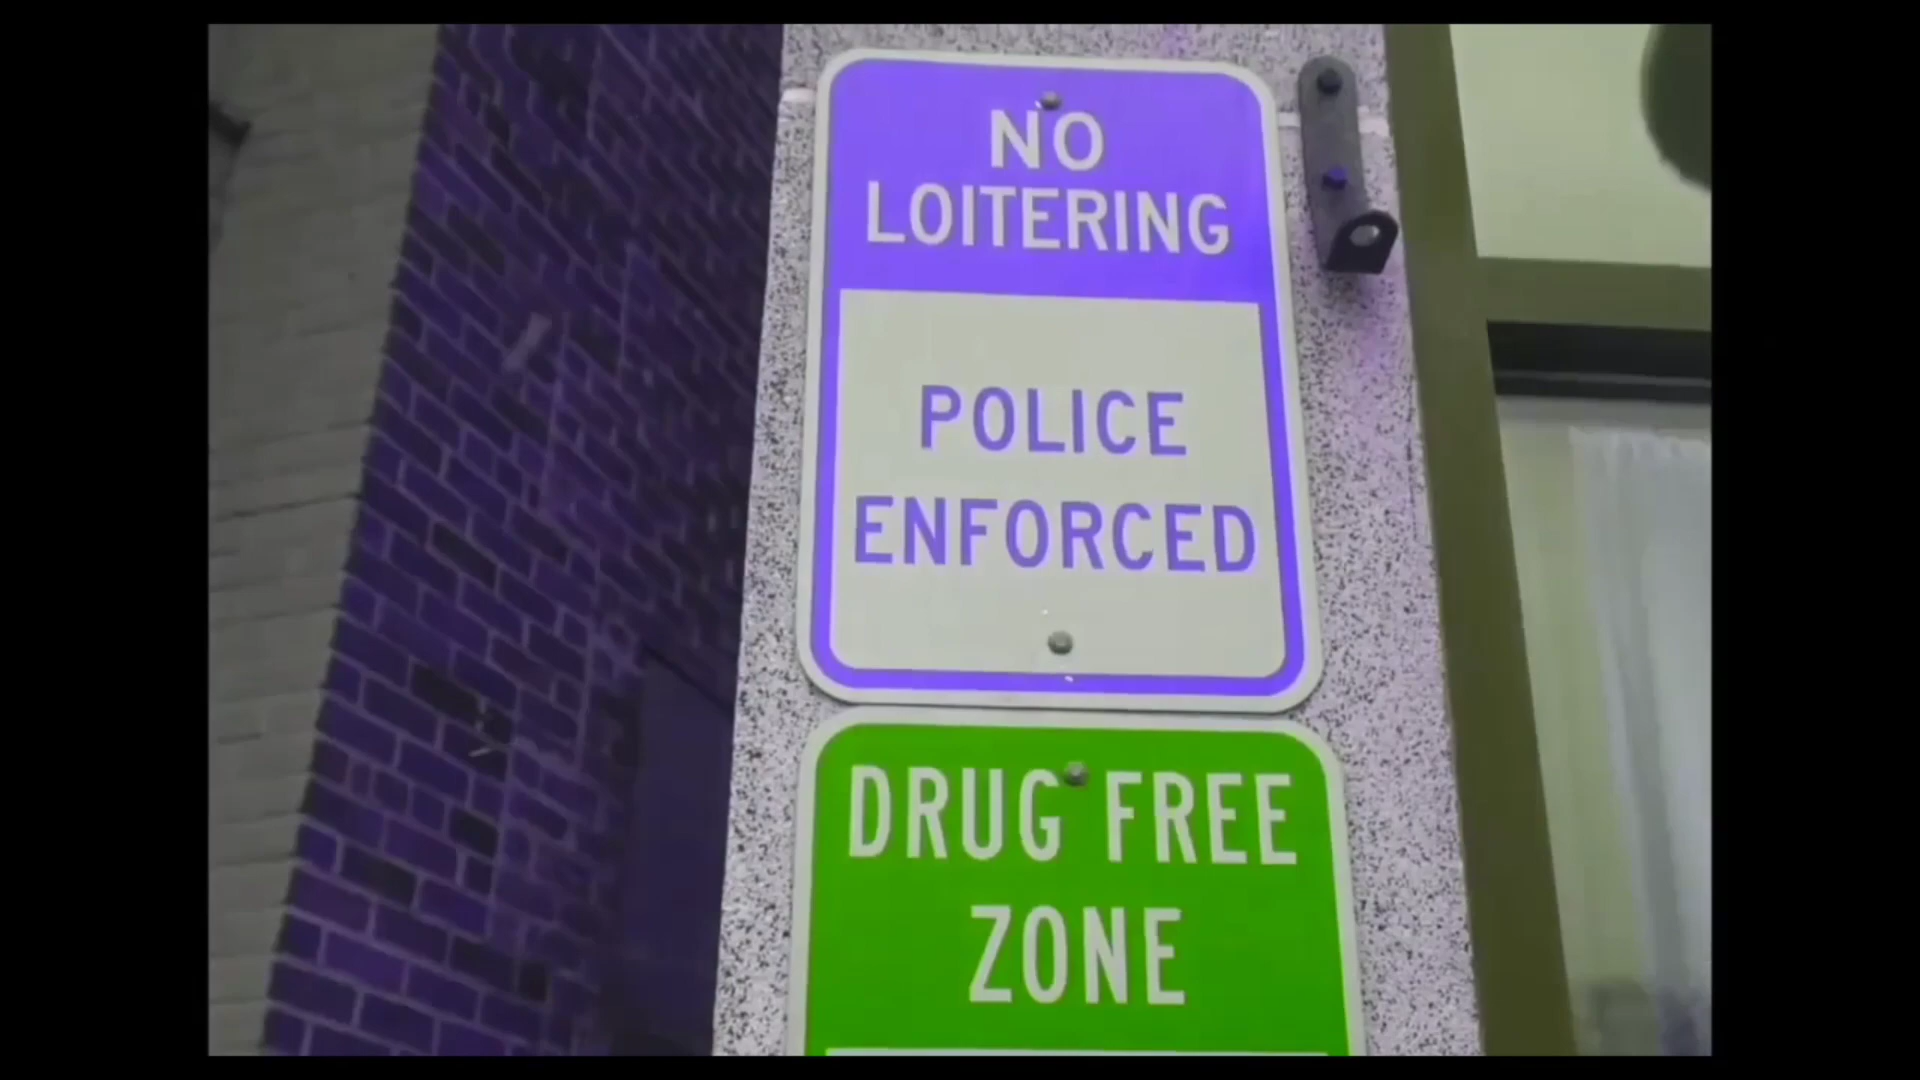 NO
LOITERING
POLICE
ENFORCED
DRUG FREE
ZONE